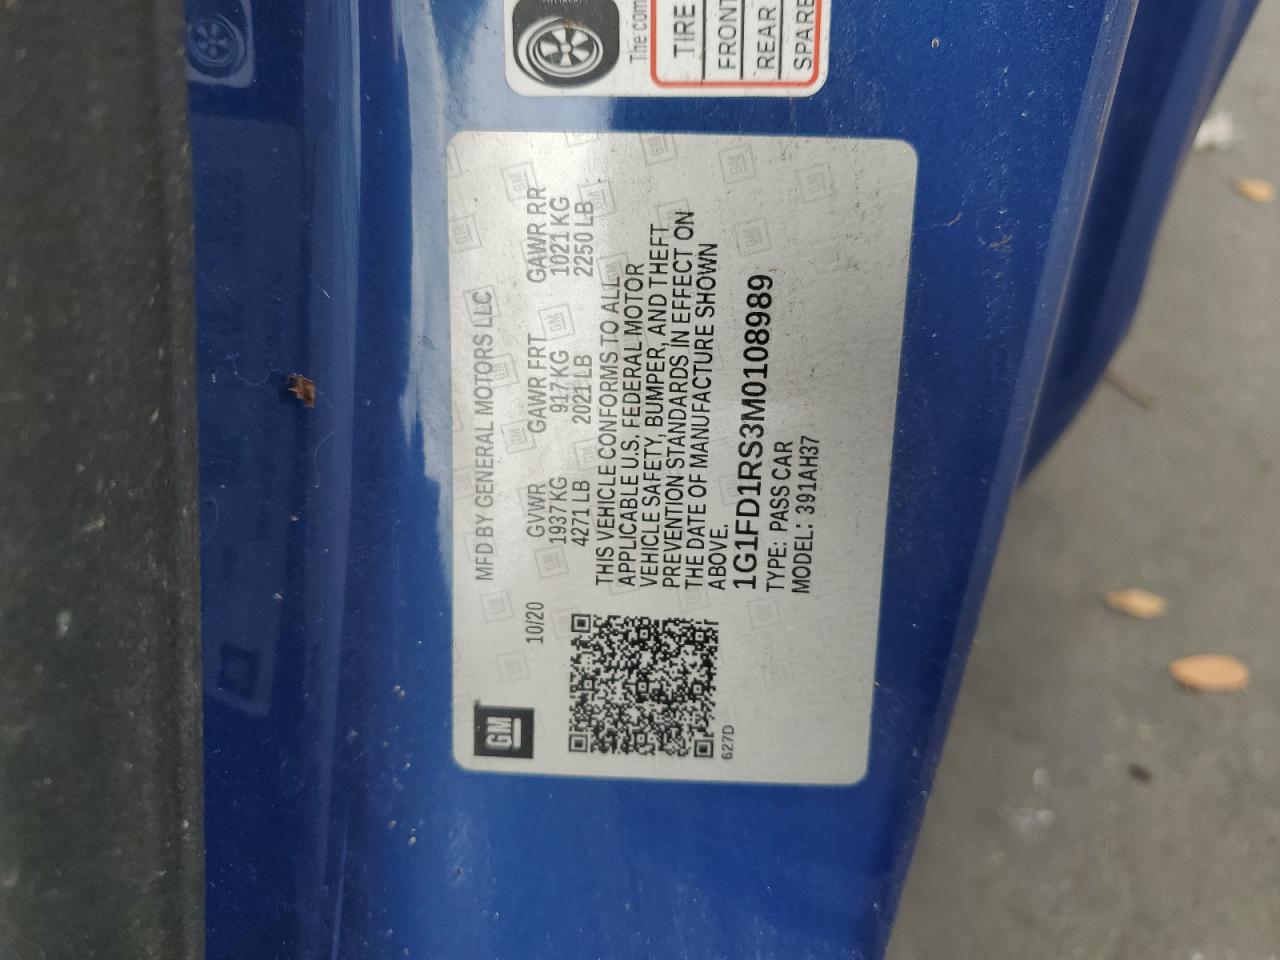 The com
TIRE
FRONT
REAR
SPARE
GM
MFD BY GENERAL MOTORS LLC
10/20
GVWR GAWR FRT GAWR RR
1937KG 917 KG 1021 KG
4271 LB 2021 LB 2250 LB
THIS VEHICLE CONFORMS TO ALL
APPLICABLE U.S. FEDERAL MOTOR
VEHICLE SAFETY, BUMPER, AND THEFT
PREVENTION STANDARDS IN EFFECT ON
THE DATE OF MANUFACTURE SHOWN
ABOVE.
1G1FD1RS3M0108989
TYPE: PASS CAR
MODEL: 391AH37
627D